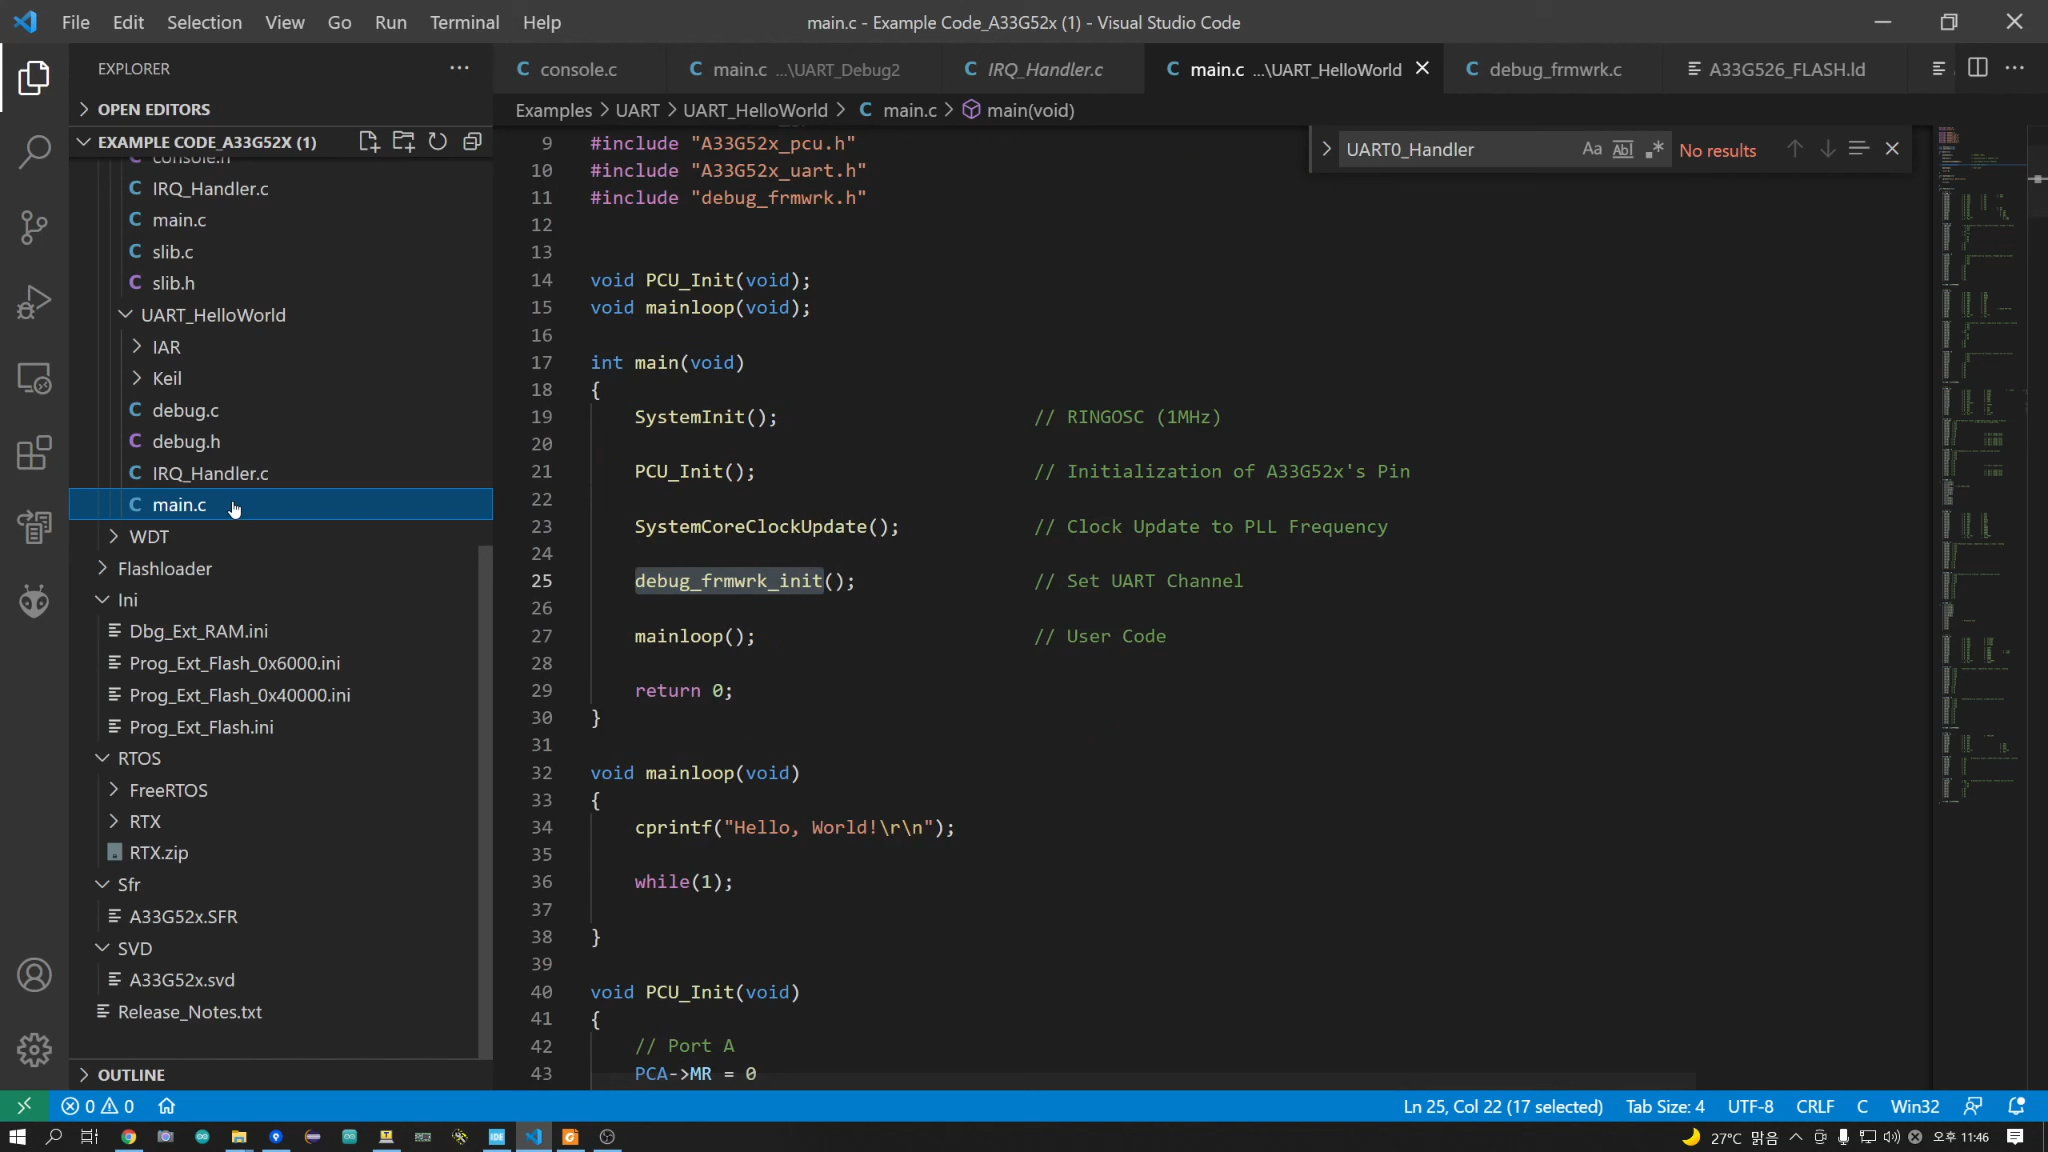 File Edit Selection View Go Run Terminal Help
main.c - Example Code_A33G52x (1) - Visual Studio Code
EXPLORER
OPEN EDITORS
EXAMPLE CODE_A33G52X (1)
console.h
IRQ_Handler.c
main.c
slib.c
slib.h
UART_HelloWorld
IAR
Keil
debug.c
debug.h
IRQ_Handler.c
main.c
WDT
Flashloader
Ini
Dbg_Ext_RAM.ini
Prog_Ext_Flash_0x6000.ini
Prog_Ext_Flash_0x40000.ini
Prog_Ext_Flash.ini
RTOS
FreeRTOS
RTX
RTX.zip
Sfr
A33G52x.SFR
SVD
A33G52x.svd
Release_Notes.txt
OUTLINE
console.c
main.c ...\UART_Debug2
IRQ_Handler.c
main.c ...\UART_HelloWorld
debug_frmwrk.c
A33G526_FLASH.ld
Examples > UART > UART_HelloWorld > C main.c > main(void)
UART0_Handler Aa Abl .* No results
9 #include "A33G52x_pcu.h"
10 #include "A33G52x_uart.h"
11 #include "debug_frmwrk.h"
12
13
14 void PCU_Init(void);
15 void mainloop(void);
16
17 int main(void)
18 {
19 SystemInit(); // RINGOSC (1MHz)
20
21 PCU_Init(); // Initialization of A33G52x's Pin
22
23 SystemCoreClockUpdate(); // Clock Update to PLL Frequency
24
25 debug_frmwrk_init(); // Set UART Channel
26
27 mainloop(); // User Code
28
29 return 0;
30 }
31
32 void mainloop(void)
33 {
34 cprintf("Hello, World!\r\n");
35
36 while(1);
37
38 }
39
40 void PCU_Init(void)
41 {
42 // Port A
43 PCA->MR = 0
0 0
Ln 25, Col 22 (17 selected) Tab Size: 4 UTF-8 CRLF C Win32
IDE
27°C 맑음
오후 11:46